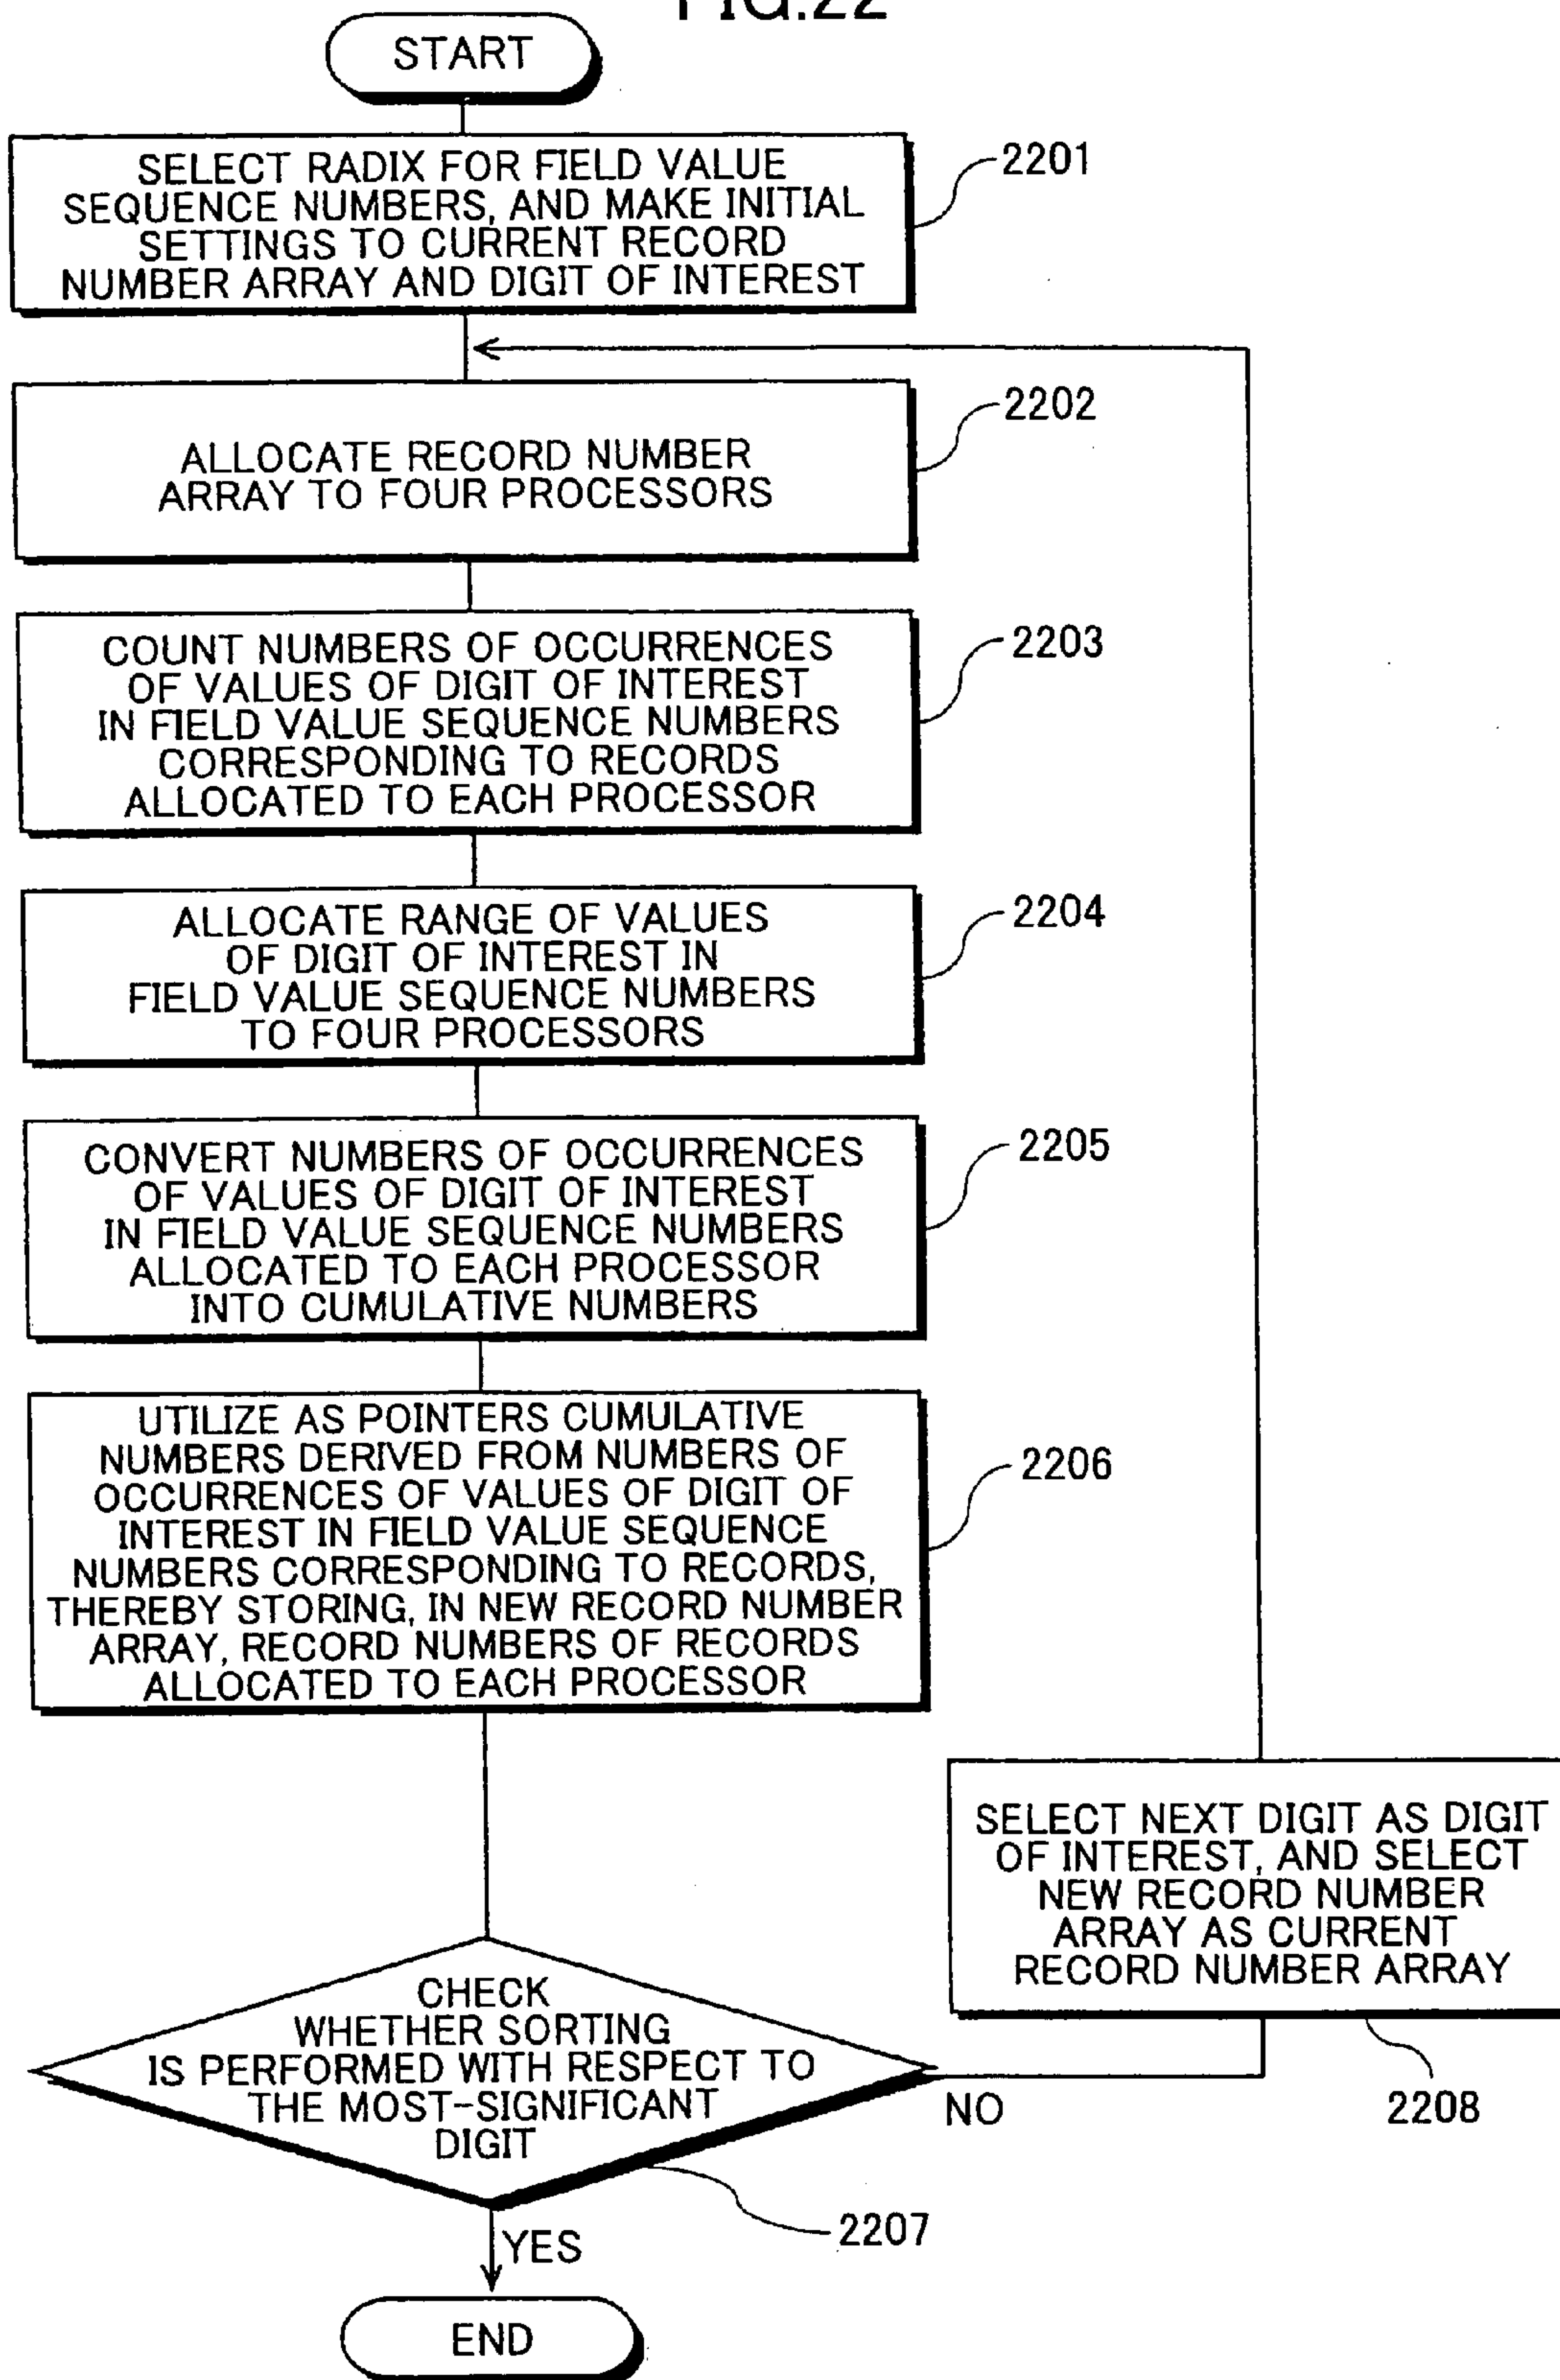 FIG.22
START
SELECT RADIX FOR FIELD VALUE
SEQUENCE NUMBERS, AND MAKE INITIAL
SETTINGS TO CURRENT RECORD
NUMBER ARRAY AND DIGIT OF INTEREST
2201
ALLOCATE RECORD NUMBER
ARRAY TO FOUR PROCESSORS
2202
COUNT NUMBERS OF OCCURRENCES
OF VALUES OF DIGIT OF INTEREST
IN FIELD VALUE SEQUENCE NUMBERS
CORRESPONDING TO RECORDS
ALLOCATED TO EACH PROCESSOR
2203
ALLOCATE RANGE OF VALUES
OF DIGIT OF INTEREST IN
FIELD VALUE SEQUENCE NUMBERS
TO FOUR PROCESSORS
2204
CONVERT NUMBERS OF OCCURRENCES
OF VALUES OF DIGIT OF INTEREST
IN FIELD VALUE SEQUENCE NUMBERS
ALLOCATED TO EACH PROCESSOR
INTO CUMULATIVE NUMBERS
2205
UTILIZE AS POINTERS CUMULATIVE
NUMBERS DERIVED FROM NUMBERS OF
OCCURRENCES OF VALUES OF DIGIT OF
INTEREST IN FIELD VALUE SEQUENCE
NUMBERS CORRESPONDING TO RECORDS,
THEREBY STORING, IN NEW RECORD NUMBER
ARRAY, RECORD NUMBERS OF RECORDS
ALLOCATED TO EACH PROCESSOR
2206
SELECT NEXT DIGIT AS DIGIT
OF INTEREST, AND SELECT
NEW RECORD NUMBER
ARRAY AS CURRENT
RECORD NUMBER ARRAY
2208
CHECK
WHETHER SORTING
IS PERFORMED WITH RESPECT TO
THE MOST-SIGNIFICANT
DIGIT
NO
2207
YES
END